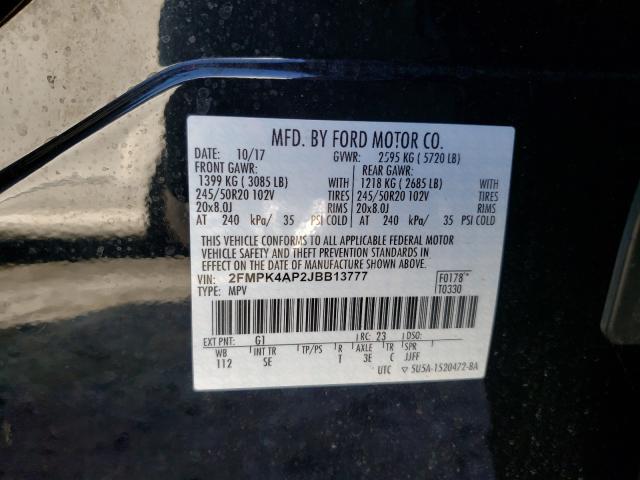 MFD. BY FORD MOTOR CO.
DATE: 10/17 GVWR: 2595 KG ( 5720 LB)
FRONT GAWR: REAR GAWR:
1399 KG ( 3085 LB) WITH 1218 KG ( 2685 LB) WITH
245/50R20 102V TIRES 245/50R20 102V TIRES
20x8.0J RIMS 20x8.0J RIMS
AT 240 kPa/ 35 PSI COLD AT 240 kPa/ 35 PSI COLD
THIS VEHICLE CONFORMS TO ALL APPLICABLE FEDERAL MOTOR
VEHICLE SAFETY AND THEFT PREVENTION STANDARDS IN
EFFECT ON THE DATE OF MANUFACTURE SHOWN ABOVE.
VIN: 2FMPK4AP2JBB13777 F0178
TYPE: MPV T0330
EXT PNT: G1 RC: 23 DSO:
WB INT TR TP/PS R AXLE TR SPR
112 SE T 3E C JJFF
UTC ▽ 5U5A-1520472-BA